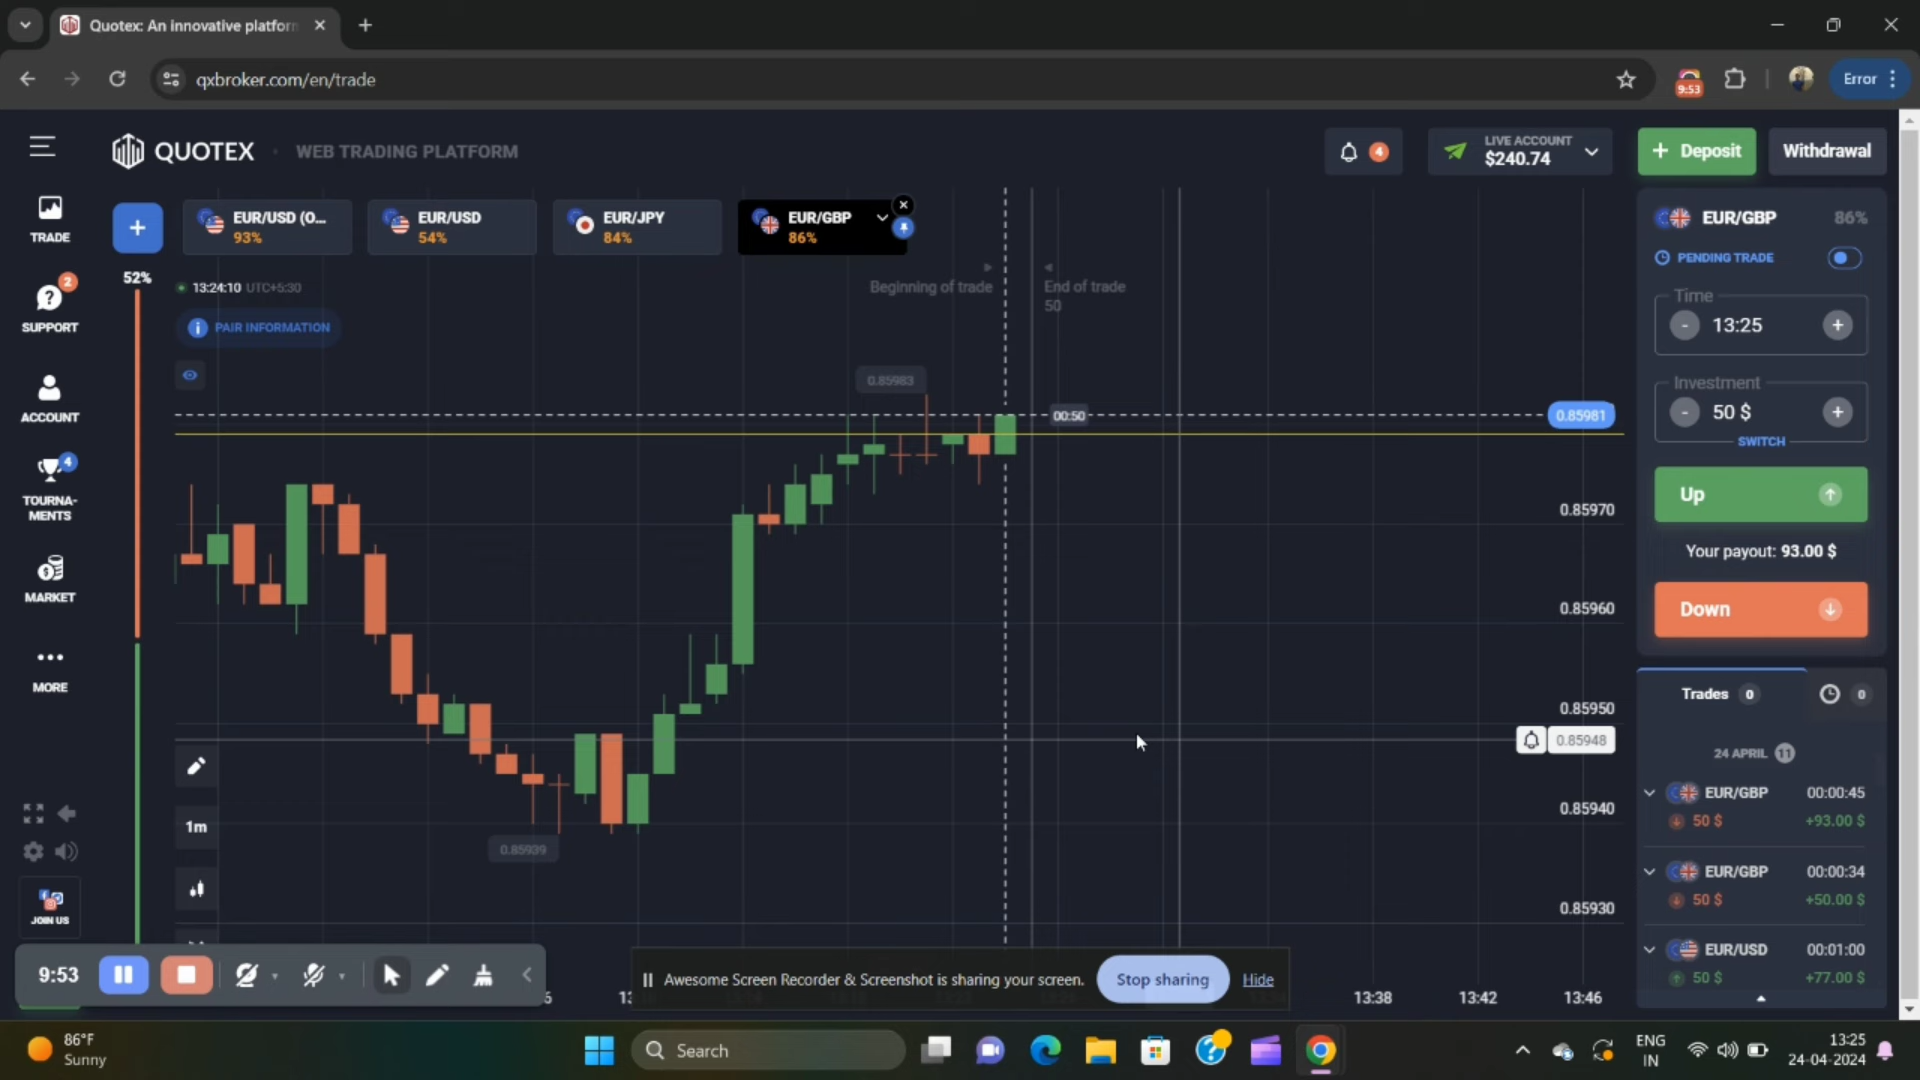 Quotex: An innovative platform
qxbroker.com/en/trade
9:53
Error
QUOTEX
WEB TRADING PLATFORM
4
LIVE ACCOUNT
$240.74
+ Deposit
Withdrawal
TRADE
+
EUR/USD (O...
93%
EUR/USD
54%
EUR/JPY
84%
EUR/GBP
86%
EUR/GBP
86%
PENDING TRADE
52%
2
SUPPORT
13:24:10 UTC+5:30
PAIR INFORMATION
Beginning of trade
End of trade
50
Time
- 13:25 +
0.85983
Investment
- 50 $ +
SWITCH
ACCOUNT
00:50
0.85981
4
TOURNA-
MENTS
Up
0.85970
Your payout: 93.00 $
MARKET
0.85960
Down
MORE
Trades 0
0
0.85950
0.85948
24 APRIL 11
EUR/GBP 00:00:45
50 $ +93.00 $
1m
0.85940
0.85939
EUR/GBP 00:00:34
50 $ +50.00 $
JOIN US
0.85930
EUR/USD 00:01:00
50 $ +77.00 $
9:53
Awesome Screen Recorder & Screenshot is sharing your screen.
Stop sharing
Hide
13:38
13:42
13:46
86°F
Sunny
Search
ENG
IN
13:25
24-04-2024